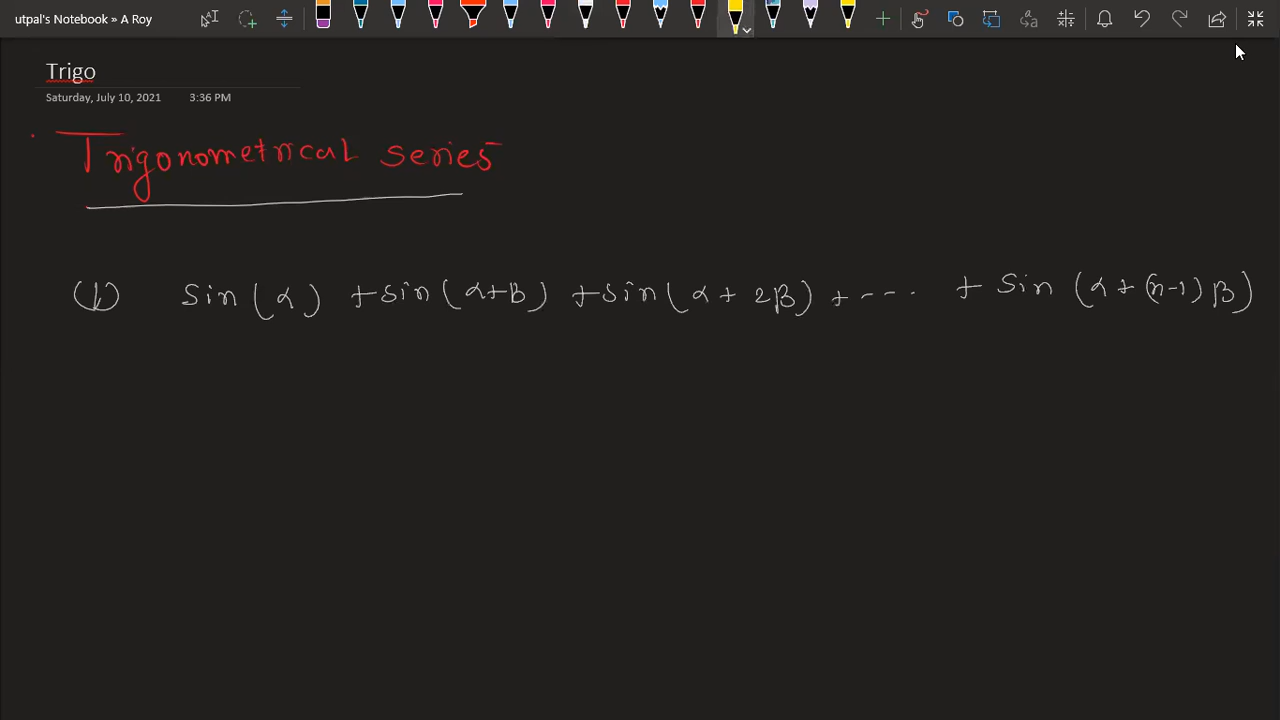 utpal's Notebook » A Roy
Trigo
Saturday, July 10, 2021 3:36 PM
Trigonometrical series
(1) Sin(α) + sin(α+β) + sin(α + 2β) + --- . + Sin (α + (n-1) β)